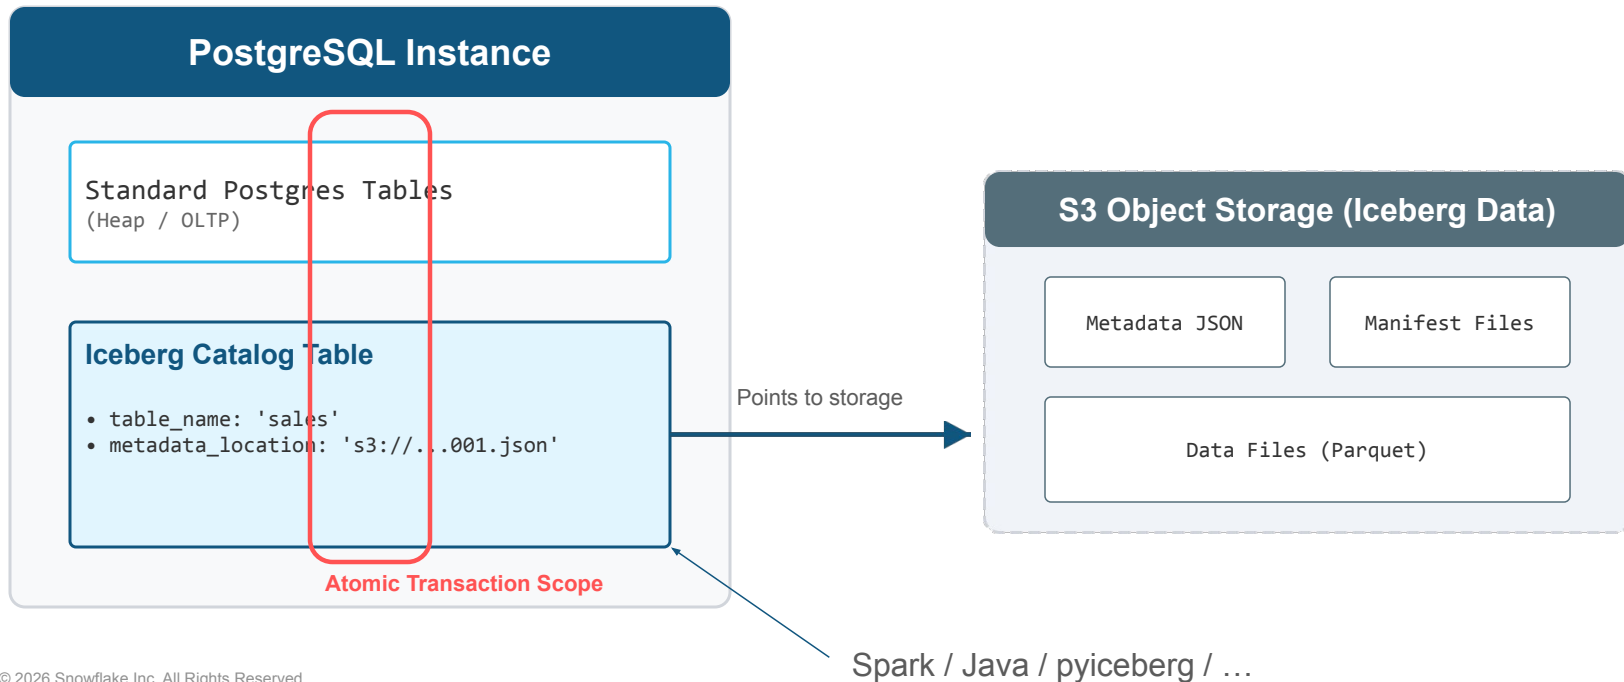 PostgreSQL Instance
Standard Postgres Tables
(Heap / OLTP)
Iceberg Catalog Table
• table_name: 'sales'
• metadata_location: 's3://...001.json'
Atomic Transaction Scope
Points to storage
S3 Object Storage (Iceberg Data)
Metadata JSON
Manifest Files
Data Files (Parquet)
Spark / Java / pyiceberg / …
© 2026 Snowflake Inc. All Rights Reserved